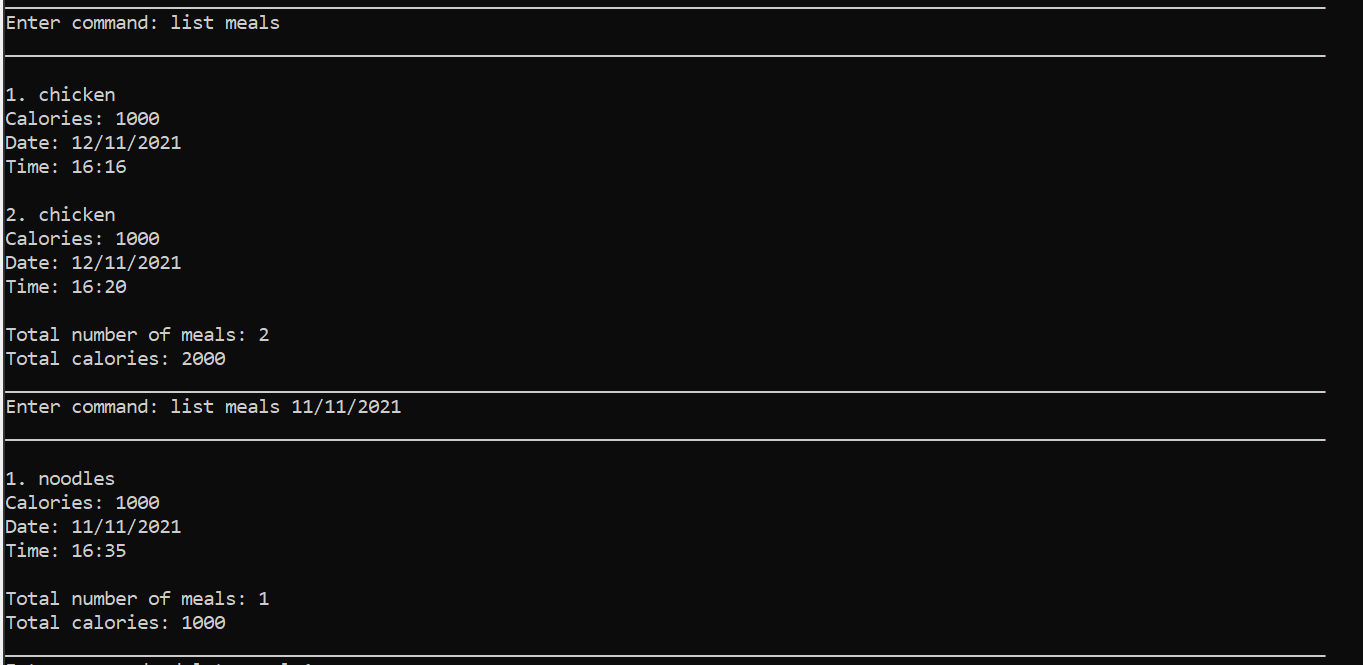 Enter command: list meals
1. chicken
Calories: 1000
Date: 12/11/2021
Time: 16:16
2. chicken
Calories: 1000
Date: 12/11/2021
Time: 16:20
Total number of meals: 2
Total calories: 2000
Enter command: list meals 11/11/2021
1. noodles
Calories: 1000
Date: 11/11/2021
Time: 16:35
Total number of meals: 1
Total calories: 1000